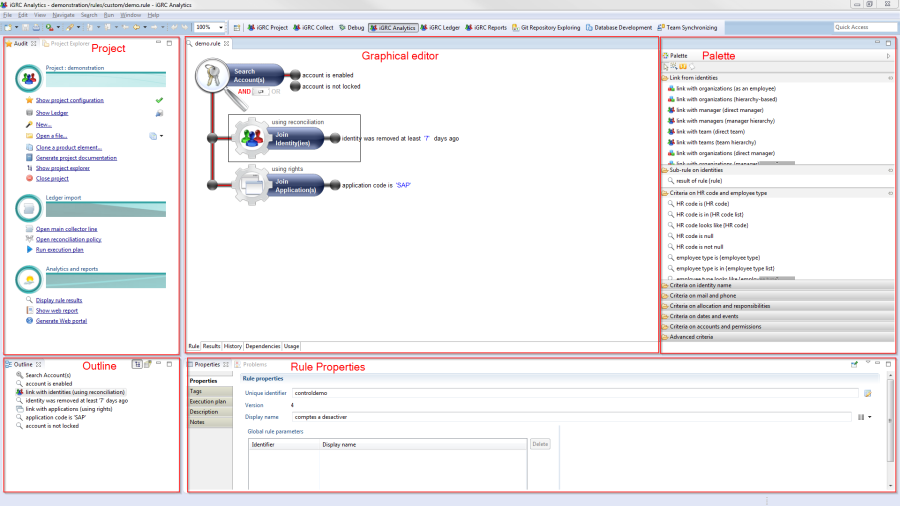 iGRC Analytics - demonstration/rules/custom/demo.rule - iGRC Analytics
File Edit View Navigate Search Run Window Help
100% iGRC Project iGRC Collect Debug iGRC Analytics iGRC Ledger iGRC Reports Git Repository Exploring Database Development Team Synchronizing Quick Access
Audit Project Explorer
Project
Project : demonstration
Show project configuration
Show Ledger
New...
Open a file...
Clone a product element...
Generate project documentation
Show project explorer
Close project
Ledger import
Open main collector line
Open reconciliation policy
Run execution plan
Analytics and reports
Display rule results
Show web report
Generate Web portal
demo.rule
Graphical editor
Search Account(s)
AND
OR
account is enabled
account is not locked
using reconciliation
Join Identity(ies)
identity was removed at least '7' days ago
using rights
Join Application(s)
application code is 'SAP'
Rule Results History Dependencies Usage
Palette
Palette
Link from identities
link with organizations (as an employee)
link with organizations (hierarchy-based)
link with manager (direct manager)
link with managers (manager hierarchy)
link with team (direct team)
link with teams (team hierarchy)
link with organizations (direct manager)
Sub-rule on identities
result of rule {rule}
Criteria on HR code and employee type
HR code is {HR code}
HR code is in {HR code list}
HR code looks like {HR code}
HR code is null
HR code is not null
employee type is {employee type}
employee type is in {employee type list}
Criteria on identity name
Criteria on mail and phone
Criteria on allocation and responsibilities
Criteria on dates and events
Criteria on accounts and permissions
Advanced criteria
Outline
Outline
Search Account(s)
account is enabled
link with identities (using reconciliation)
identity was removed at least '7' days ago
link with applications (using rights)
application code is 'SAP'
account is not locked
Properties Problems
Rule Properties
Properties
Tags
Execution plan
Description
Notes
Rule properties
Unique identifier controldemo
Version 4
Display name comptes a desactiver
Global rule parameters
Identifier Display name Delete